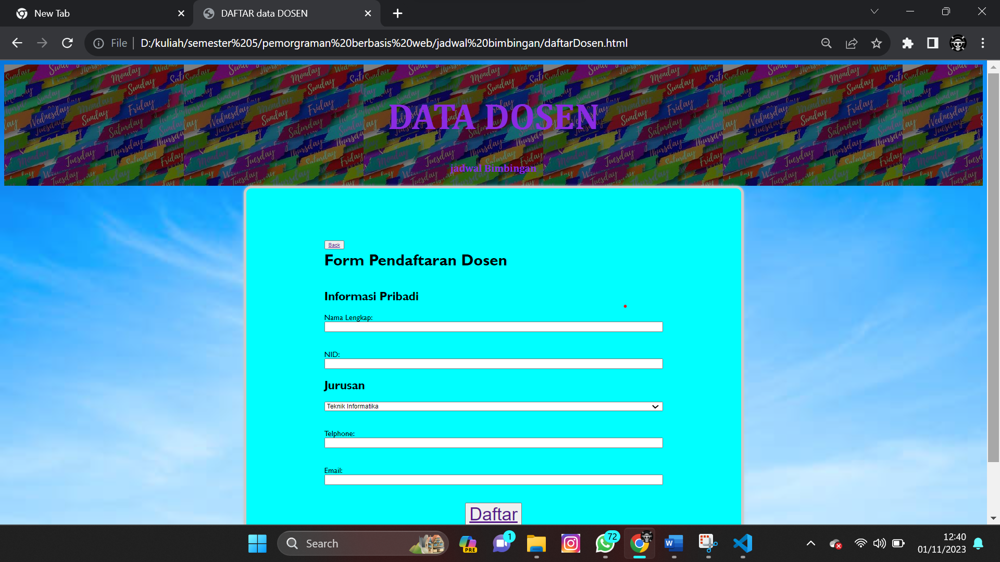 New Tab
DAFTAR data DOSEN
File
D:/kuliah/semester%205/pemorgraman%20berbasis%20web/jadwal%20bimbingan/daftarDosen.html
DATA DOSEN
jadwal Bimbingan
Back
Form Pendaftaran Dosen
Informasi Pribadi
Nama Lengkap:
NID:
Jurusan
Teknik Informatika
Telphone:
Email:
Daftar
Search
PRE
1
72
W
12:40
01/11/2023